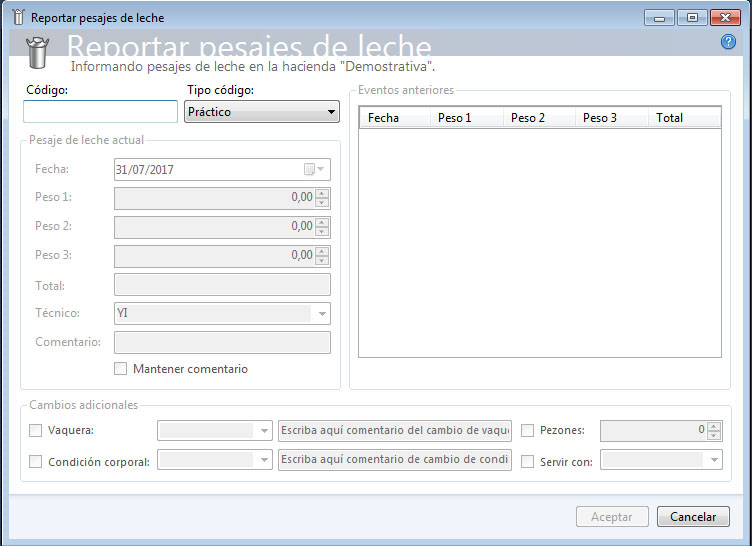 Reportar pesajes de leche
Reportar pesajes de leche
Informando pesajes de leche en la hacienda "Demostrativa".
?
Código:
Tipo código:
Práctico
Pesaje de leche actual
Fecha:
31/07/2017
Peso 1:
0,00
Peso 2:
0,00
Peso 3:
0,00
Total:
Técnico:
YI
Comentario:
Mantener comentario
Eventos anteriores
Fecha Peso 1 Peso 2 Peso 3 Total
Cambios adicionales
Vaquera:
Escriba aquí comentario del cambio de vaqu
Pezones:
0
Condición corporal:
Escriba aquí comentario de cambio de condi
Servir con:
Aceptar
Cancelar